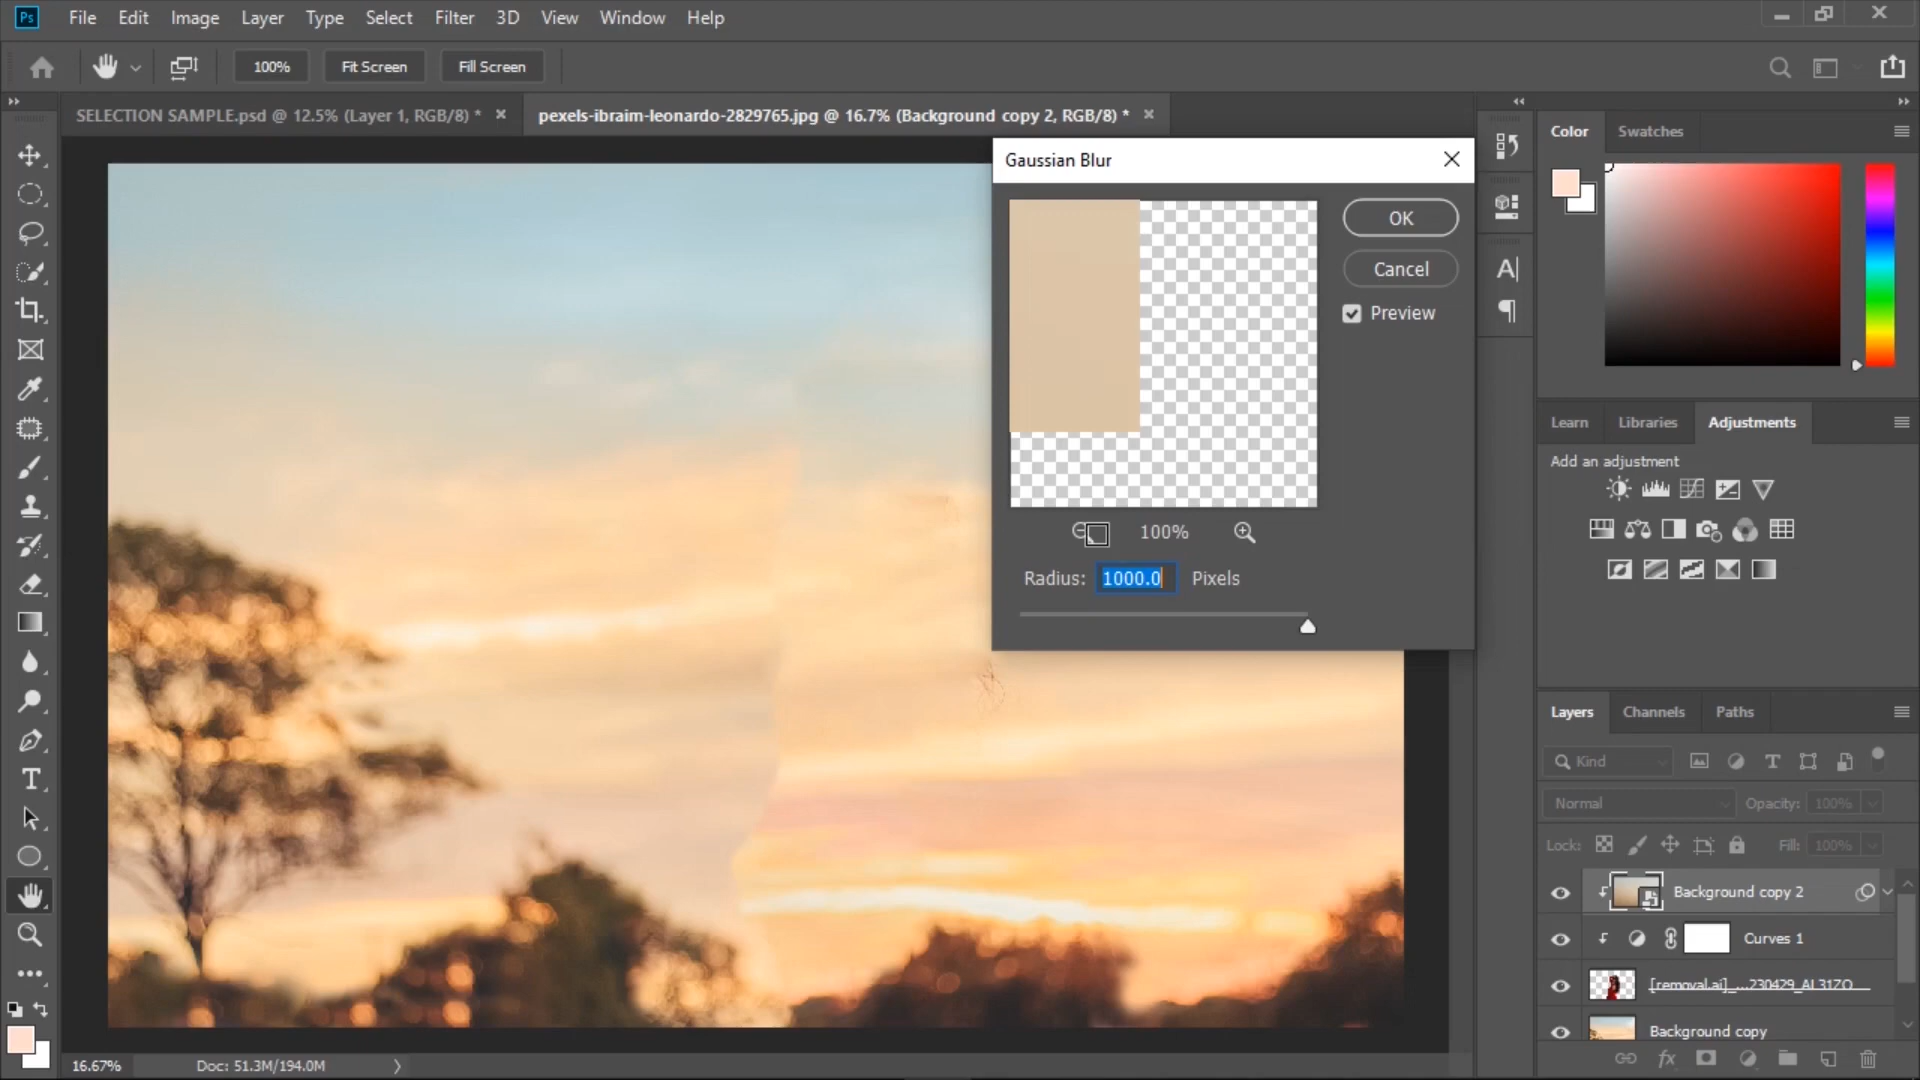 Ps File Edit Image Layer Type Select Filter 3D View Window Help
100% Fit Screen Fill Screen
SELECTION SAMPLE.psd @ 12.5% (Layer 1, RGB/8) *
pexels-ibraim-leonardo-2829765.jpg @ 16.7% (Background copy 2, RGB/8) *
Gaussian Blur
OK
Cancel
Preview
100%
Radius: 1000.0 Pixels
Color Swatches
Learn Libraries Adjustments
Add an adjustment
Layers Channels Paths
Kind
Normal Opacity: 100%
Lock: Fill: 100%
Background copy 2
Curves 1
[removal.ai]_...230429_AL31ZO
Background copy
16.67% Doc: 51.3M/194.0M